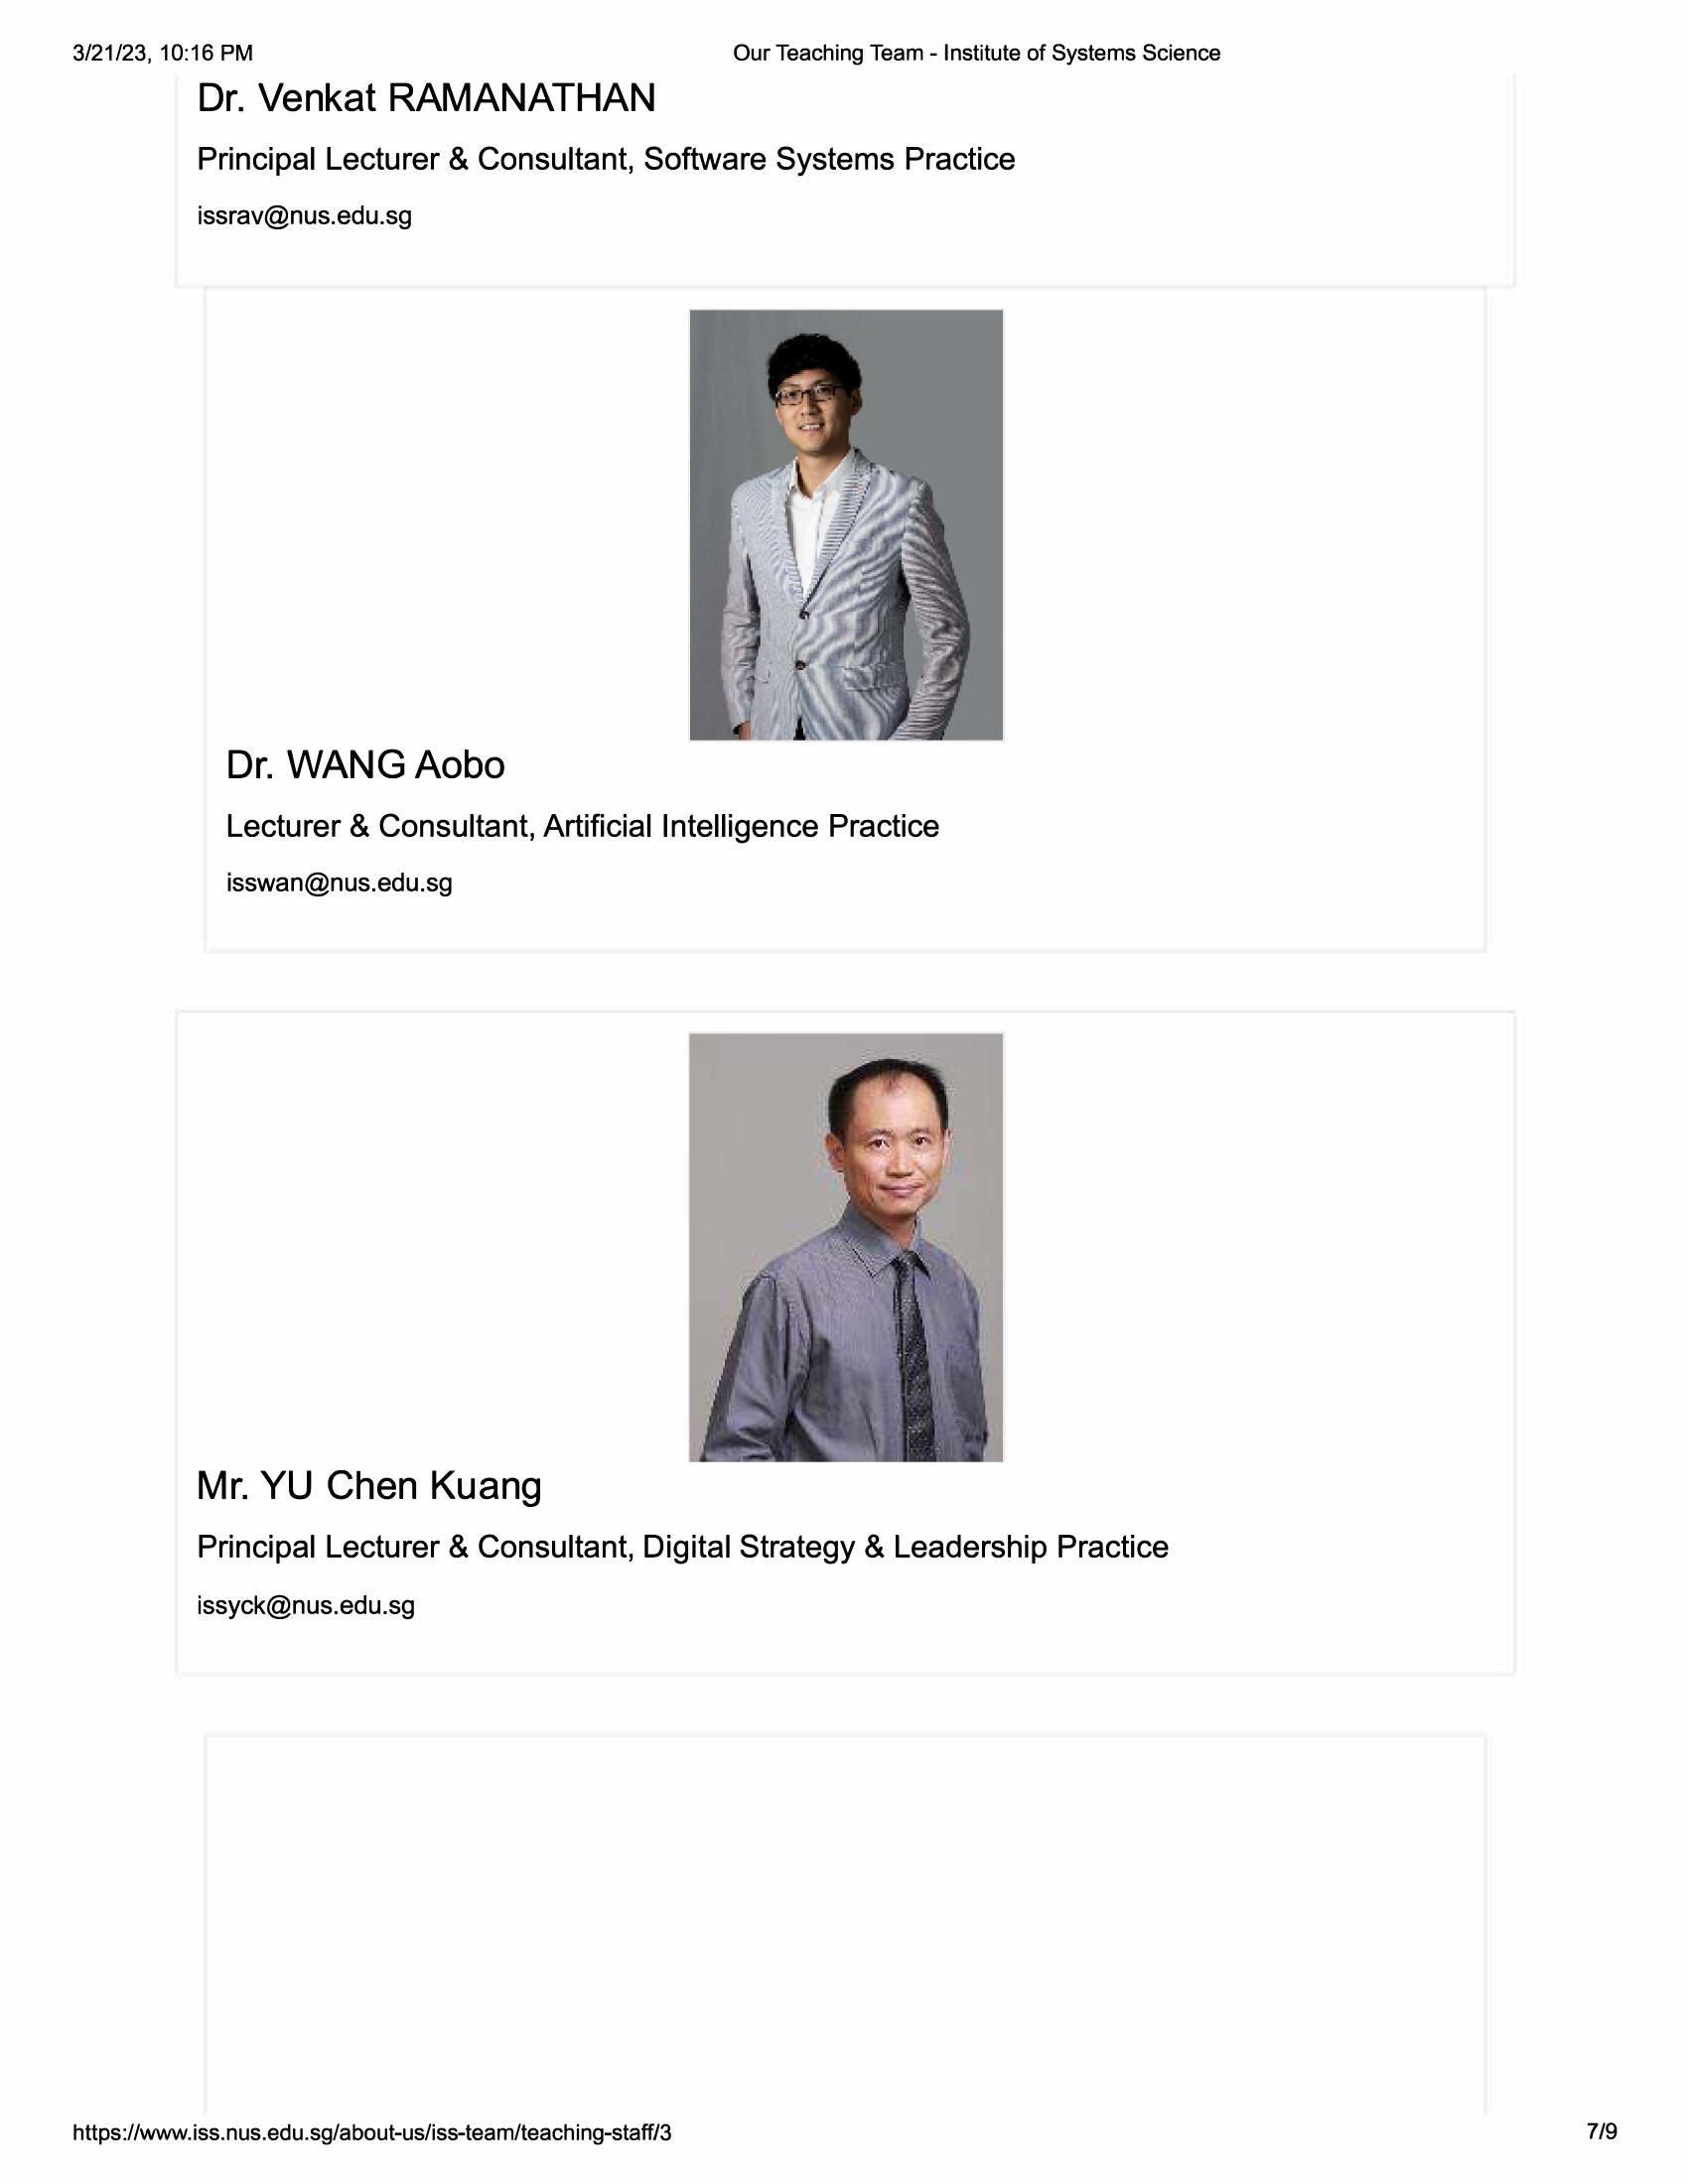 3/21/23, 10:16 PM
Our Teaching Team - Institute of Systems Science
Dr. Venkat RAMANATHAN
Principal Lecturer & Consultant, Software Systems Practice
issrav@nus.edu.sg
Dr. WANG Aobo
Lecturer & Consultant, Artificial Intelligence Practice
isswan@nus.edu.sg
Mr. YU Chen Kuang
Principal Lecturer & Consultant, Digital Strategy & Leadership Practice
issyck@nus.edu.sg
https://www.iss.nus.edu.sg/about-us/iss-team/teaching-staff/3
7/9